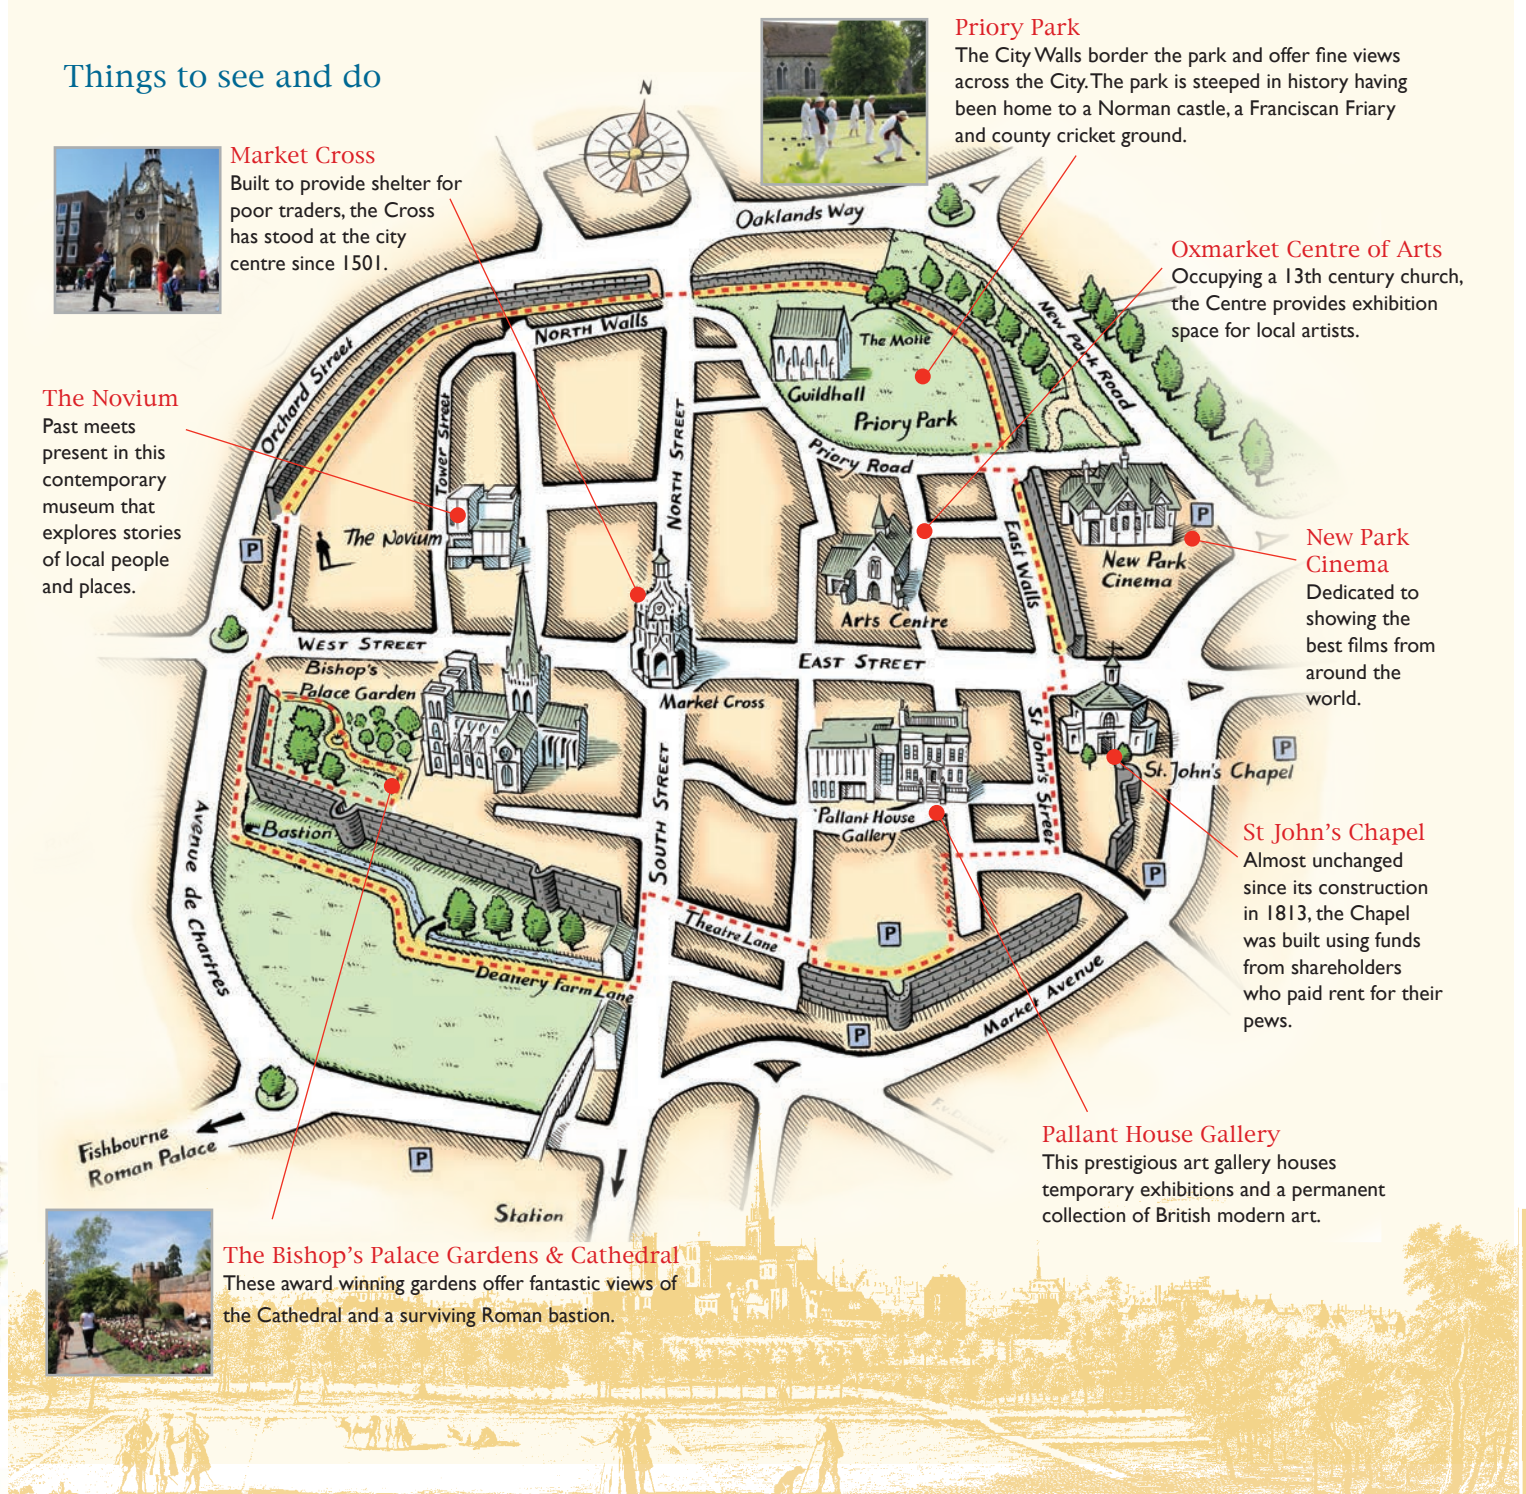 Things to see and do
Priory Park
The City Walls border the park and offer fine views
across the City. The park is steeped in history having
been home to a Norman castle, a Franciscan Friary
and county cricket ground.
Market Cross
Built to provide shelter for
poor traders, the Cross
has stood at the city
centre since 1501.
Oxmarket Centre of Arts
Occupying a 13th century church,
the Centre provides exhibition
space for local artists.
The Novium
Past meets
present in this
contemporary
museum that
explores stories
of local people
and places.
New Park
Cinema
Dedicated to
showing the
best films from
around the
world.
St John's Chapel
Almost unchanged
since its construction
in 1813, the Chapel
was built using funds
from shareholders
who paid rent for their
pews.
Pallant House Gallery
This prestigious art gallery houses
temporary exhibitions and a permanent
collection of British modern art.
The Bishop's Palace Gardens & Cathedral
These award winning gardens offer fantastic views of
the Cathedral and a surviving Roman bastion.
N
Oaklands Way
NORTH Walls
Orchard Street
Tower Street
NORTH STREET
The Motte
Guildhall
Priory Park
New Park Road
Priory Road
The Novium
P
P
East Walls
New Park
Cinema
Arts Centre
WEST STREET
EAST STREET
Bishop's
Palace Garden
Market Cross
St John's Street
P
St. John's Chapel
SOUTH STREET
Pallant House
Gallery
Bastion
Avenue de Chartres
P
Theatre Lane
P
Deanery Farm Lane
Market Avenue
P
Fishbourne
Roman Palace
P
Station